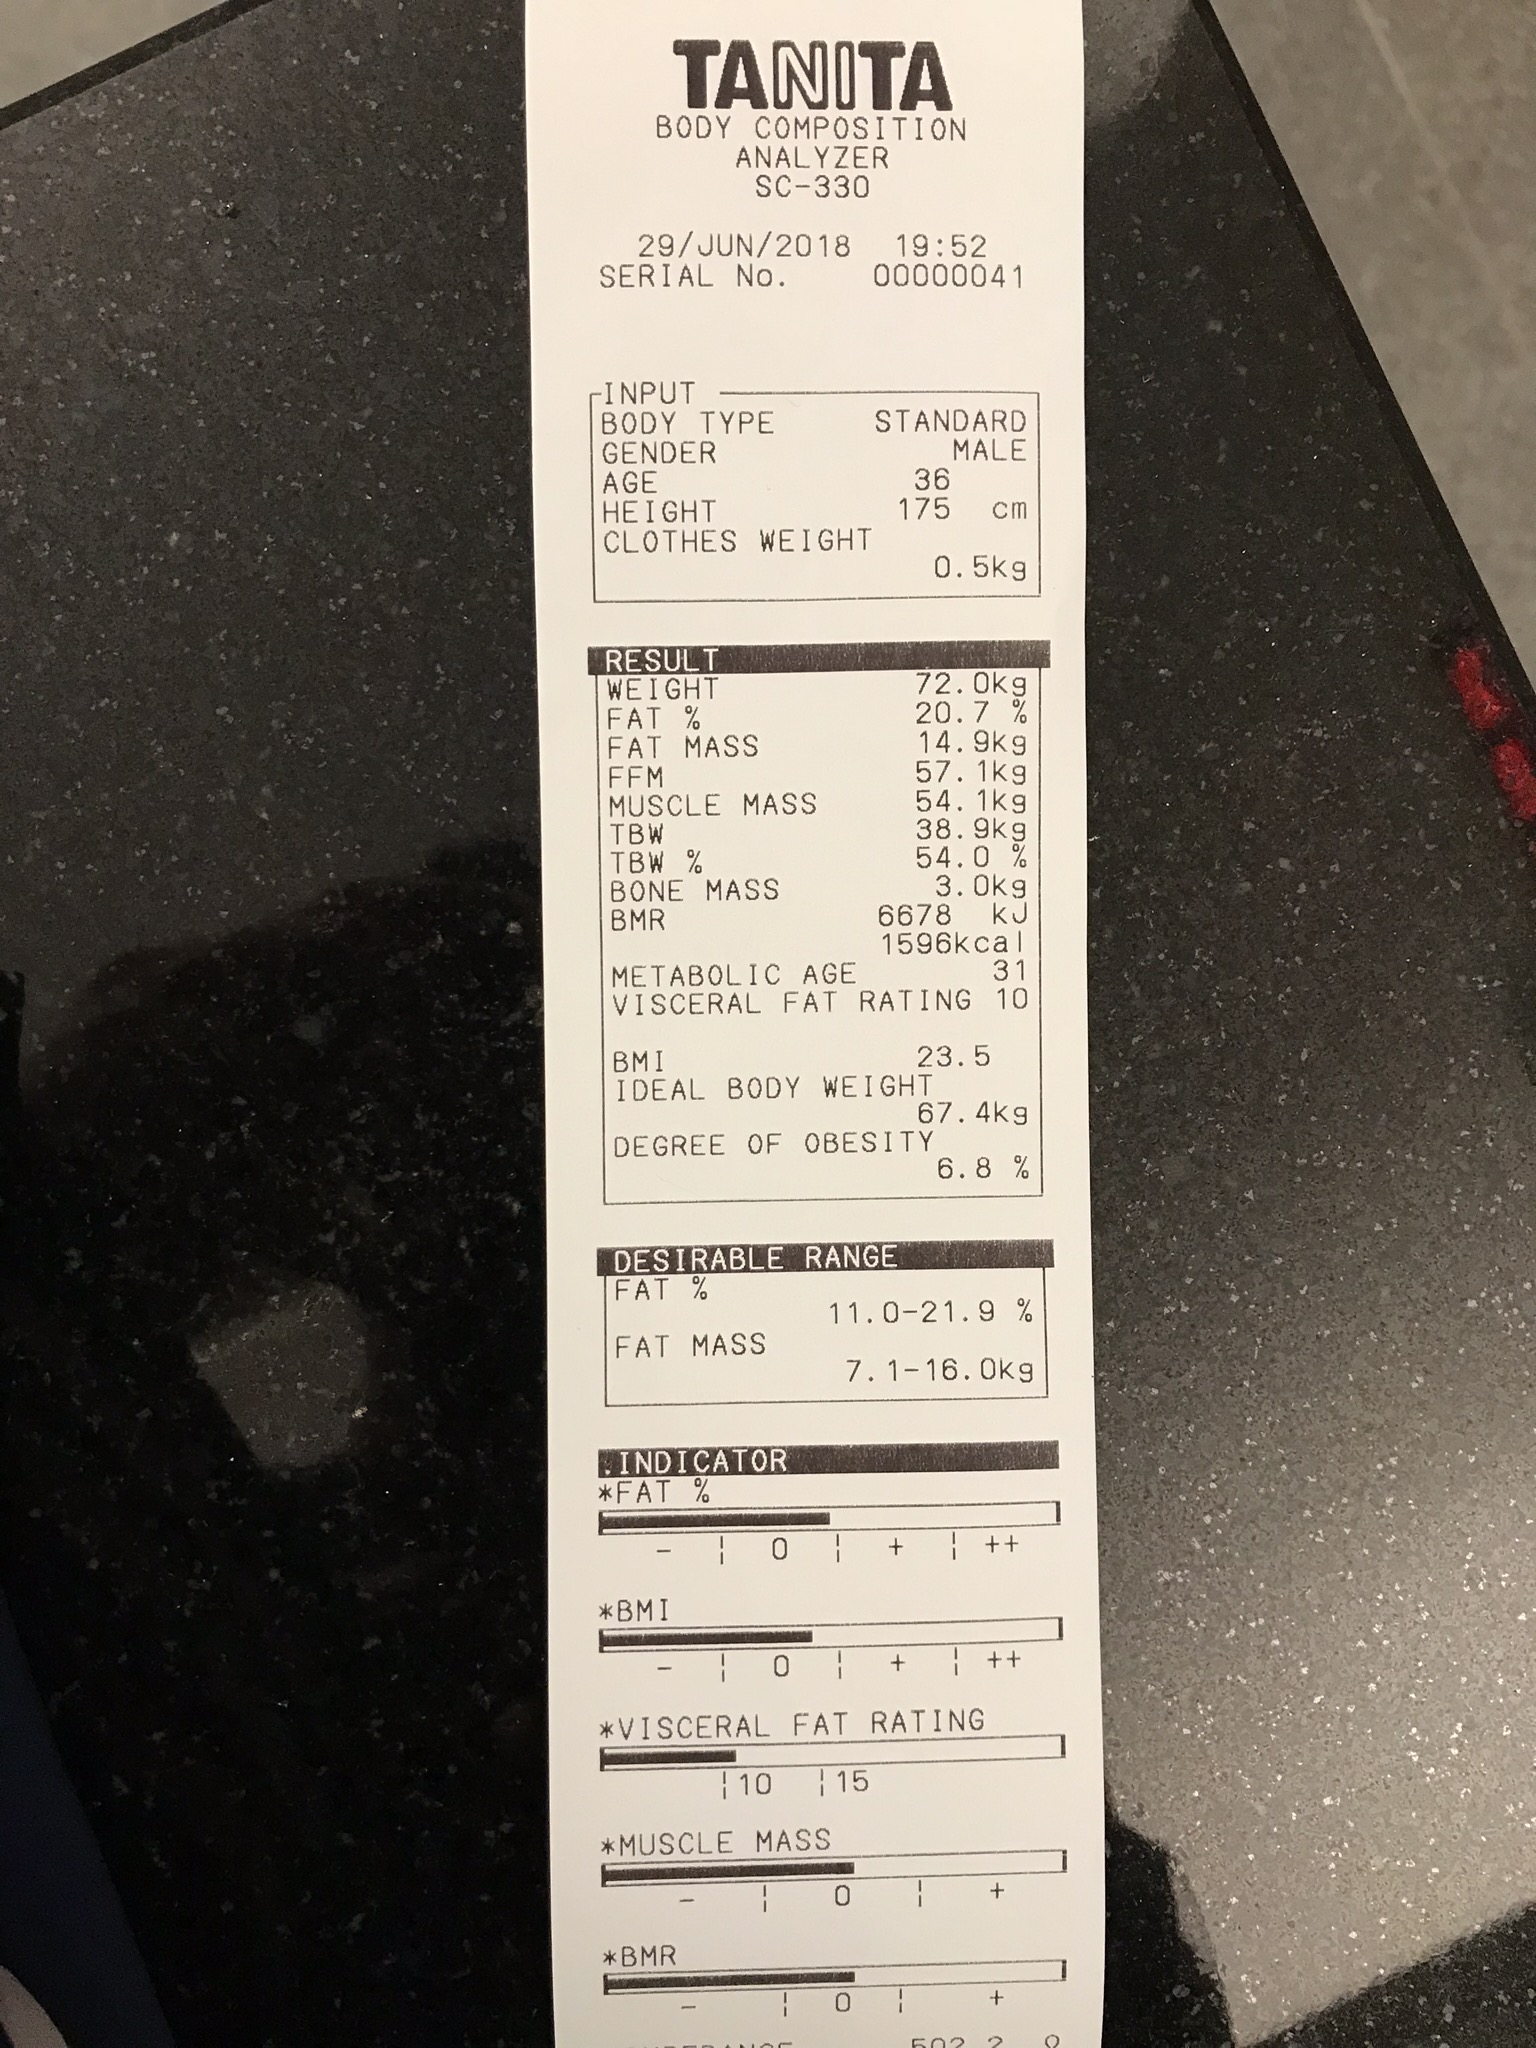 TANITA
BODY COMPOSITION
ANALYZER
SC-330
29/JUN/2018 19:52
SERIAL No. 00000041
INPUT
BODY TYPE STANDARD
GENDER MALE
AGE 36
HEIGHT 175 cm
CLOTHES WEIGHT
0.5kg
RESULT
WEIGHT 72.0kg
FAT % 20.7 %
FAT MASS 14.9kg
FFM 57.1kg
MUSCLE MASS 54.1kg
TBW 38.9kg
TBW % 54.0 %
BONE MASS 3.0kg
BMR 6678 kJ
1596kcal
METABOLIC AGE 31
VISCERAL FAT RATING 10
BMI 23.5
IDEAL BODY WEIGHT
67.4kg
DEGREE OF OBESITY
6.8 %
DESIRABLE RANGE
FAT %
11.0-21.9 %
FAT MASS
7.1-16.0kg
INDICATOR
*FAT %
- ¦ 0 ¦ + ¦ ++
*BMI
- ¦ 0 ¦ + ¦ ++
*VISCERAL FAT RATING
¦10 ¦15
*MUSCLE MASS
- ¦ 0 ¦ +
*BMR
- ¦ 0 ¦ +